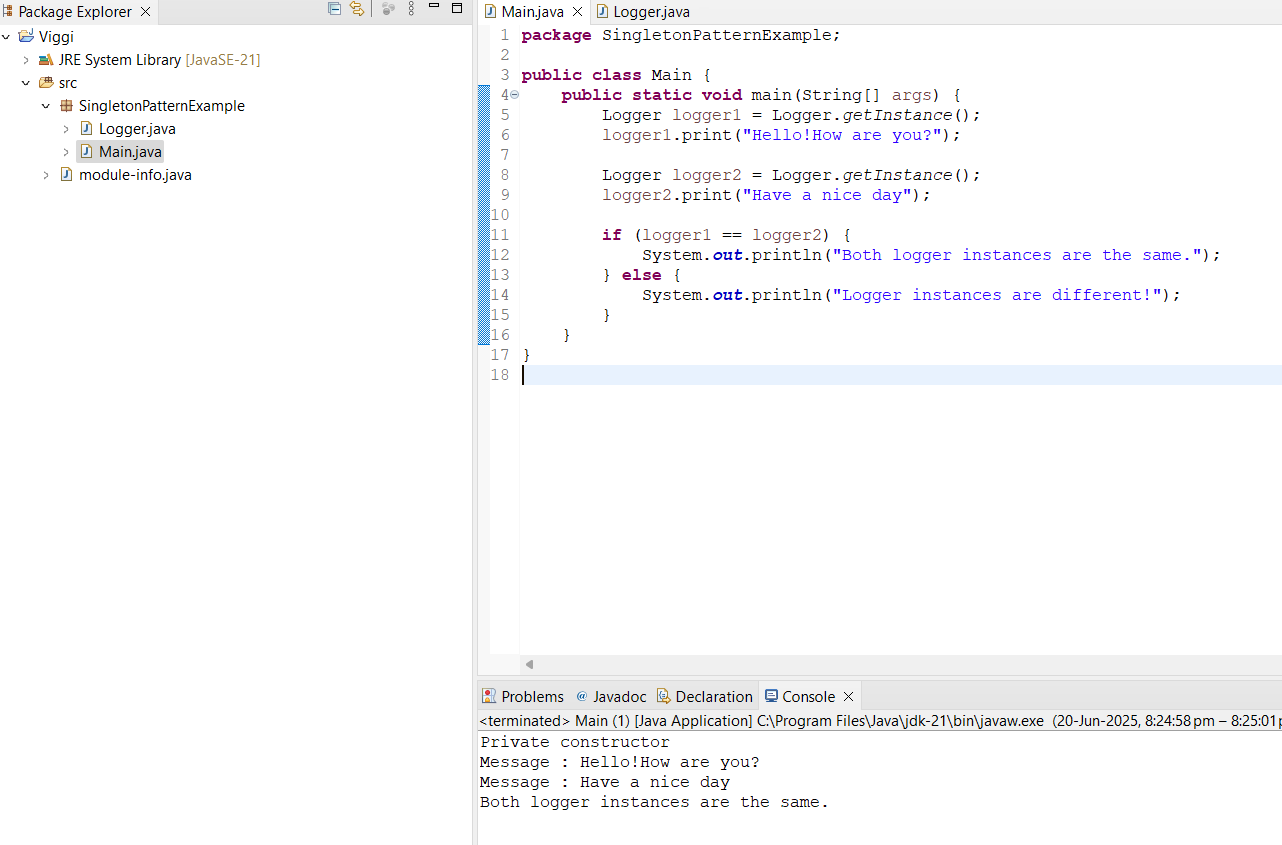 Package Explorer
Viggi
JRE System Library [JavaSE-21]
src
SingletonPatternExample
Logger.java
Main.java
module-info.java
Main.java Logger.java
1 package SingletonPatternExample;
2
3 public class Main {
4     public static void main(String[] args) {
5         Logger logger1 = Logger.getInstance();
6         logger1.print("Hello!How are you?");
7
8         Logger logger2 = Logger.getInstance();
9         logger2.print("Have a nice day");
10
11         if (logger1 == logger2) {
12             System.out.println("Both logger instances are the same.");
13         } else {
14             System.out.println("Logger instances are different!");
15         }
16     }
17 }
18
Problems @ Javadoc Declaration Console
<terminated> Main (1) [Java Application] C:\Program Files\Java\jdk-21\bin\javaw.exe (20-Jun-2025, 8:24:58 pm – 8:25:01
Private constructor
Message : Hello!How are you?
Message : Have a nice day
Both logger instances are the same.